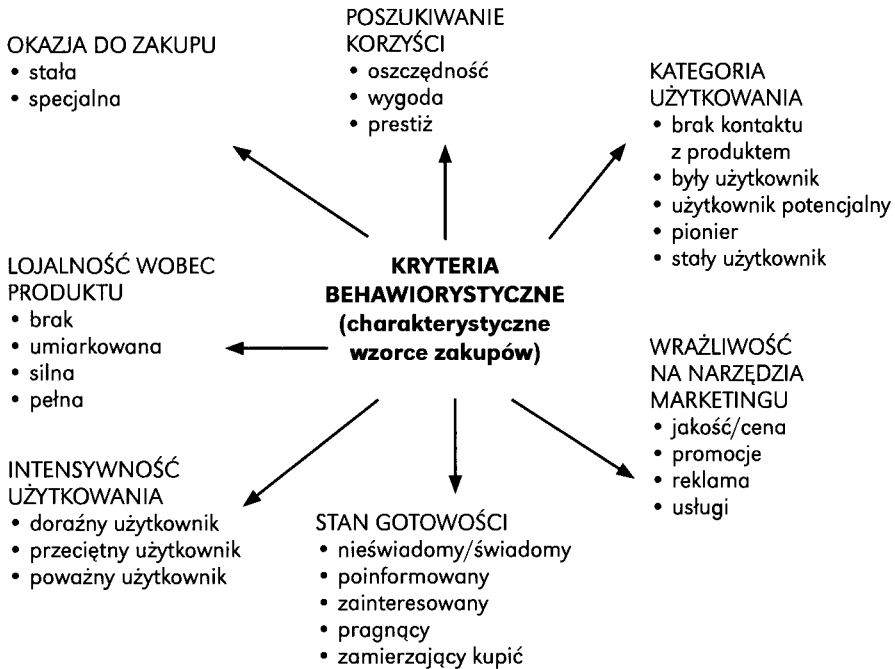 OKAZJA DO ZAKUPU
• stała
• specjalna
POSZUKIWANIE
KORZYŚCI
• oszczędność
• wygoda
• prestiż
KATEGORIA
UŻYTKOWANIA
• brak kontaktu
z produktem
• były użytkownik
• użytkownik potencjalny
• pionier
• stały użytkownik
LOJALNOŚĆ WOBEC
PRODUKTU
• brak
• umiarkowana
• silna
• pełna
KRYTERIA
BEHAWIORYSTYCZNE
(charakterystyczne
wzorce zakupów)
WRAŻLIWOŚĆ
NA NARZĘDZIA
MARKETINGU
• jakość/cena
• promocje
• reklama
• usługi
INTENSYWNOŚĆ
UŻYTKOWANIA
• doraźny użytkownik
• przeciętny użytkownik
• poważny użytkownik
STAN GOTOWOŚCI
• nieświadomy/świadomy
• poinformowany
• zainteresowany
• pragnący
• zamierzający kupić